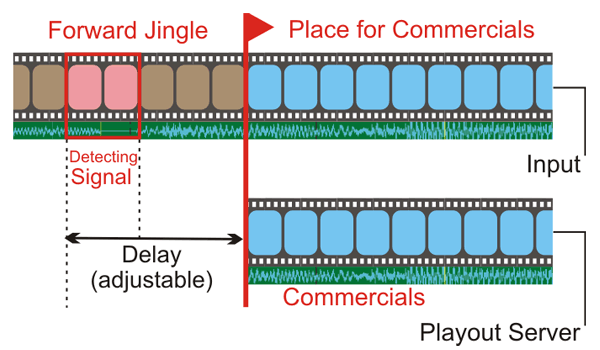 Forward Jingle
Place for Commercials
Detecting
Signal
Input
Delay
(adjustable)
Commercials
Playout Server